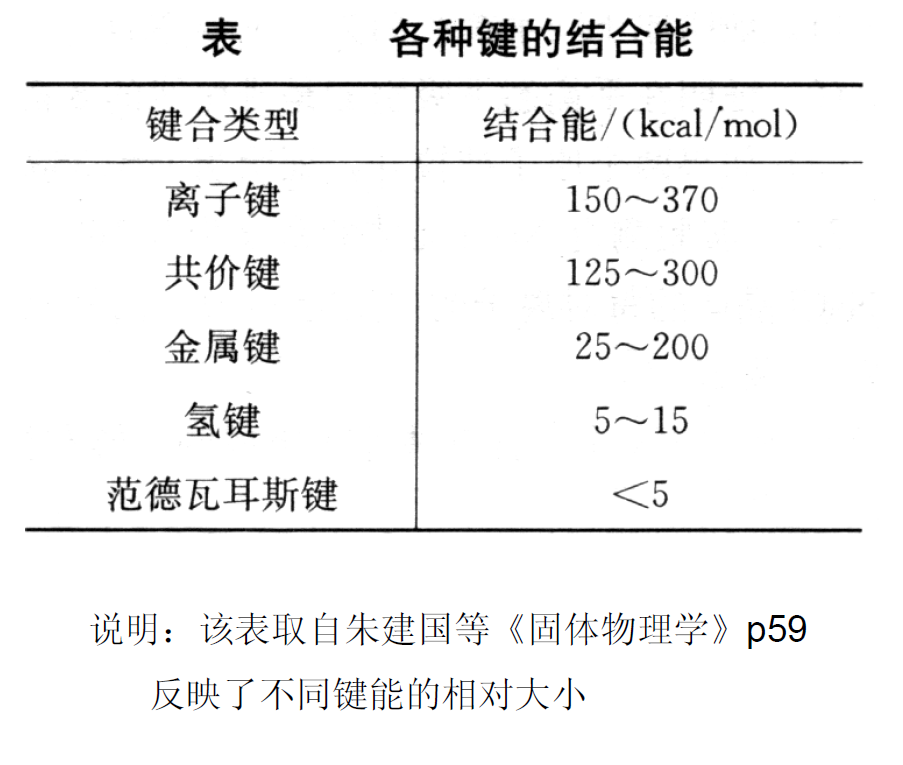 表 各种键的结合能
键合类型 结合能/(kcal/mol)
离子键 150～370
共价键 125～300
金属键 25～200
氢键 5～15
范德瓦耳斯键 <5
说明：该表取自朱建国等《固体物理学》p59
反映了不同键能的相对大小